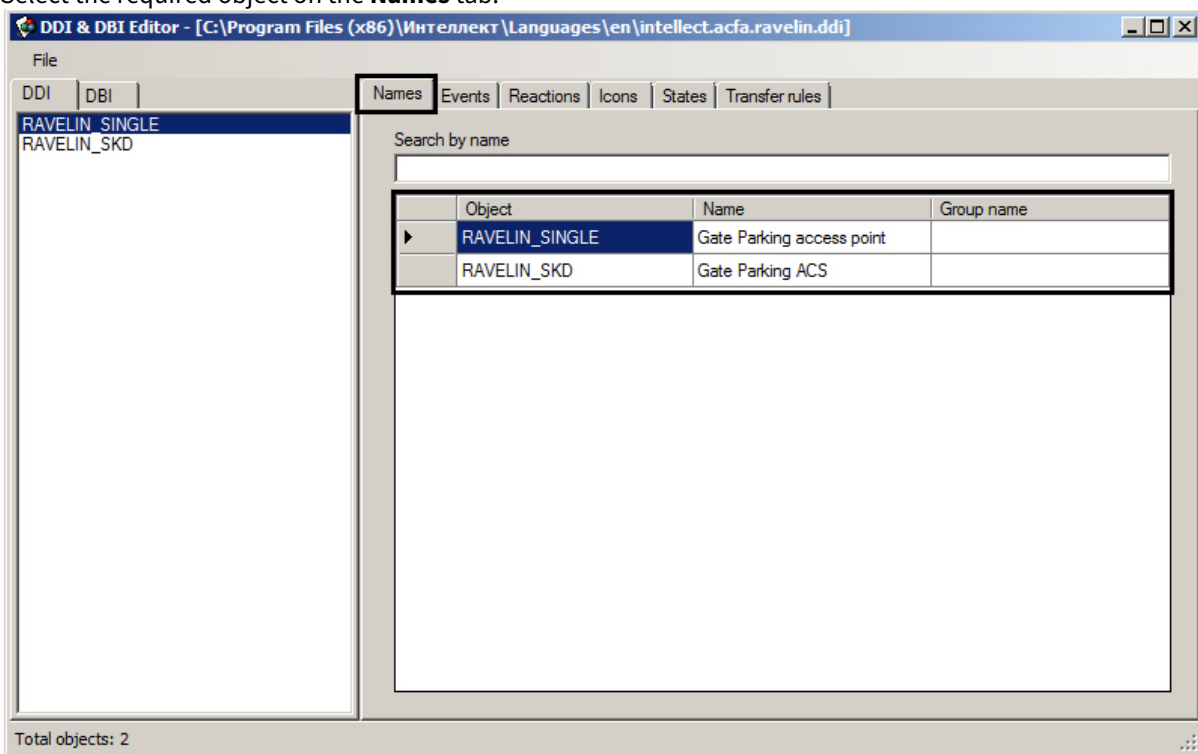 Select the required object on the Names tab.
DDI & DBI Editor - [C:\Program Files (x86)\Интеллект\Languages\en\intellect.acfa.ravelin.ddi]
File
DDI DBI
Names Events Reactions Icons States Transfer rules
RAVELIN_SINGLE
RAVELIN_SKD
Search by name
Object Name Group name
RAVELIN_SINGLE Gate Parking access point
RAVELIN_SKD Gate Parking ACS
Total objects: 2